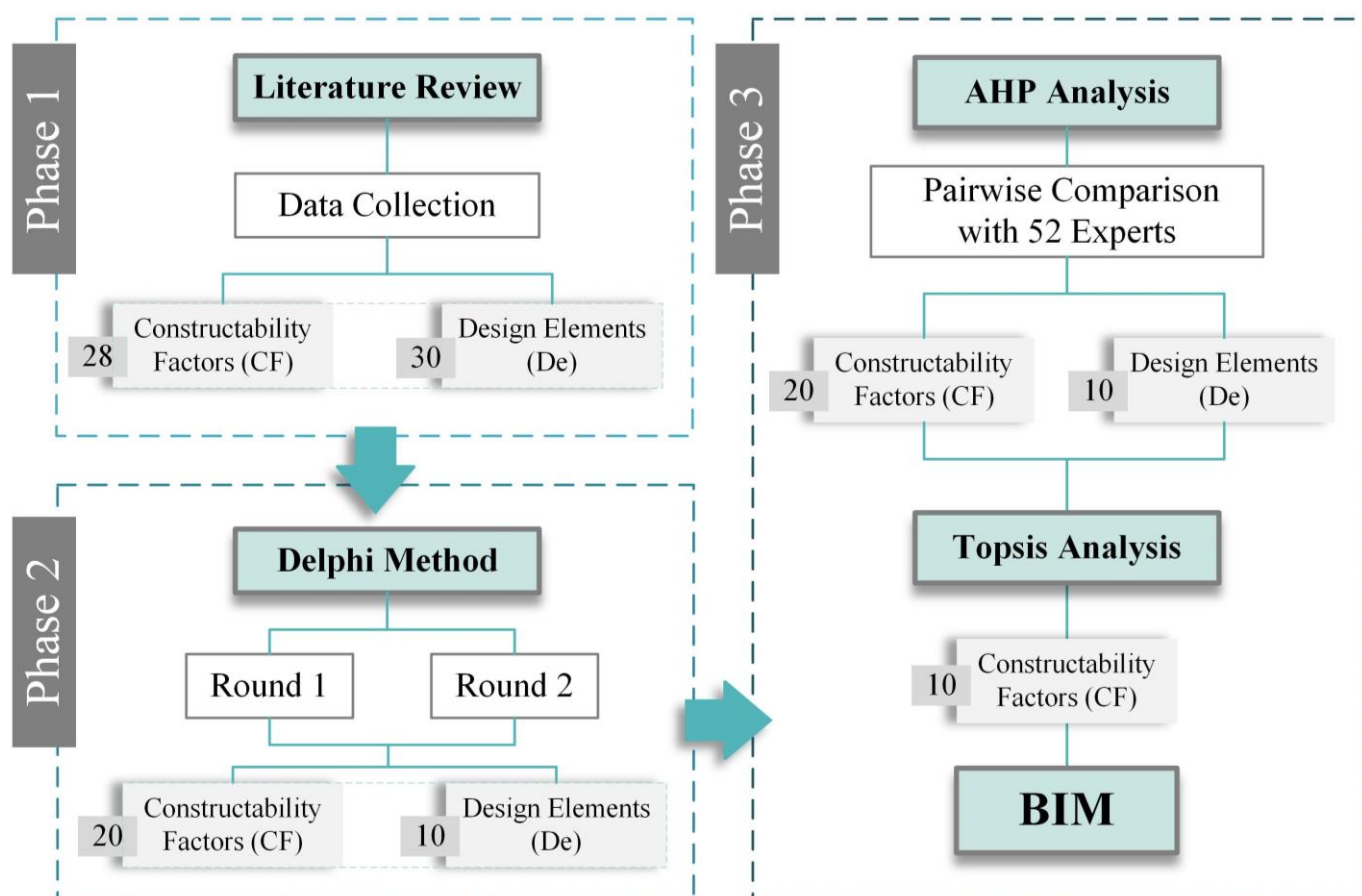 Phase 1
Literature Review
Data Collection
28
Constructability
Factors (CF)
30
Design Elements
(De)
Phase 2
Delphi Method
Round 1
Round 2
20
Constructability
Factors (CF)
10
Design Elements
(De)
Phase 3
AHP Analysis
Pairwise Comparison
with 52 Experts
20
Constructability
Factors (CF)
10
Design Elements
(De)
Topsis Analysis
10
Constructability
Factors (CF)
BIM